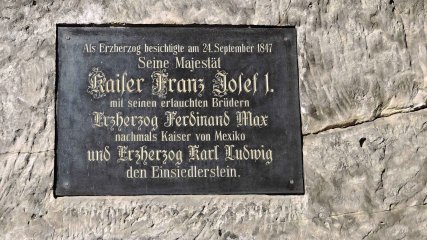 Als Erzherzog besichtigte am 24. September 1847
Seine Majestät
Kaiser Franz Josef I.
mit seinen erlauchten Brüdern
Erzherzog Ferdinand Max
nachmals Kaiser von Mexiko
und Erzherzog Karl Ludwig
den Einsiedlerstein.